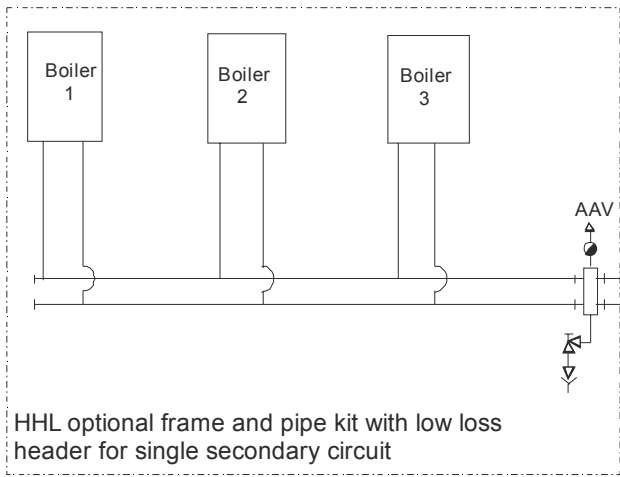 Boiler
1
Boiler
2
Boiler
3
AAV
HHL optional frame and pipe kit with low loss
header for single secondary circuit